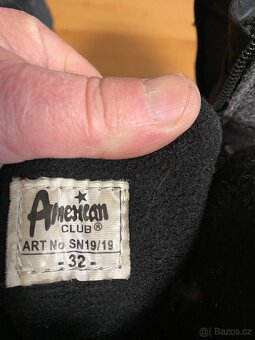 American
CLUB®
ART No SN19/19
- 32 -
© Bazos.cz